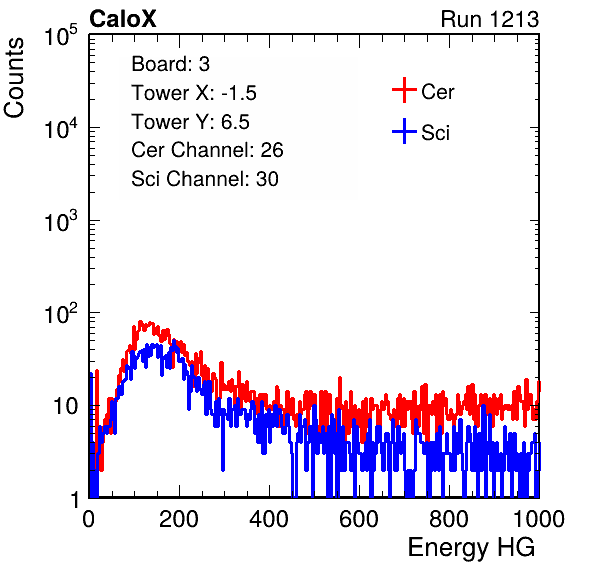 CaloX Run 1213
Counts
Board: 3
Tower X: -1.5
Tower Y: 6.5
Cer Channel: 26
Sci Channel: 30
Cer
Sci
10^5
10^4
10^3
10^2
10
1
0 200 400 600 800 1000
Energy HG